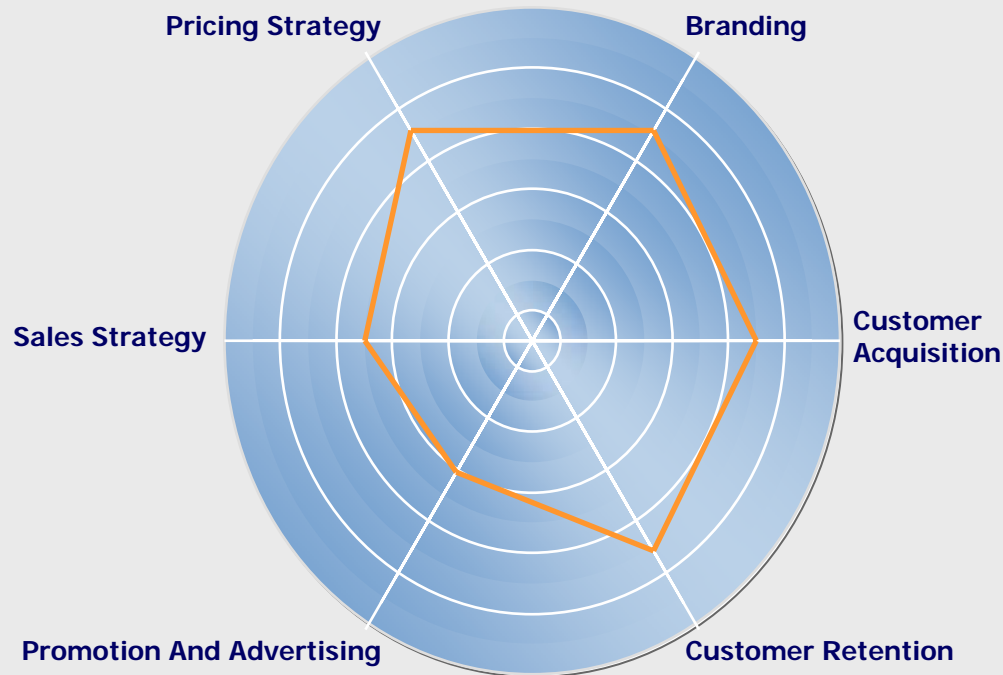 Pricing Strategy
Branding
Sales Strategy
Customer
Acquisition
Promotion And Advertising
Customer Retention